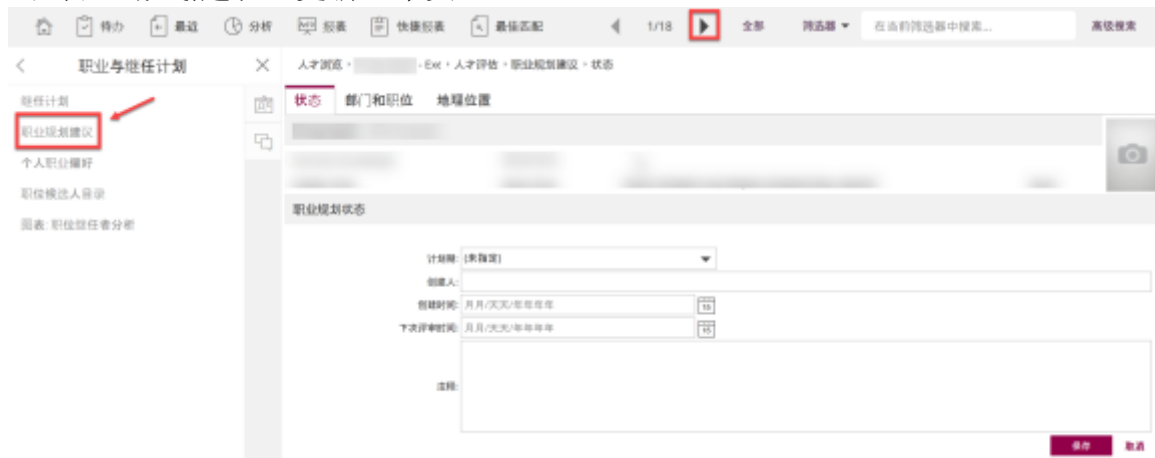 待办 最近 分析 报表 快捷报表 最佳匹配 1/18 全部 筛选器 在当前筛选器中搜索... 高级搜索
职业与继任计划
人才浏览 · - Ext · 人才评估 · 职业规划建议 · 状态
继任计划
职业规划建议
个人职业偏好
职位候选人目录
图表: 职位继任者分析
状态 部门和职位 地理位置
职业规划状态
计划期: (未指定)
创建人:
创建时间: 月月/天天/年年年年
下次评审时间: 月月/天天/年年年年
注释:
保存 取消